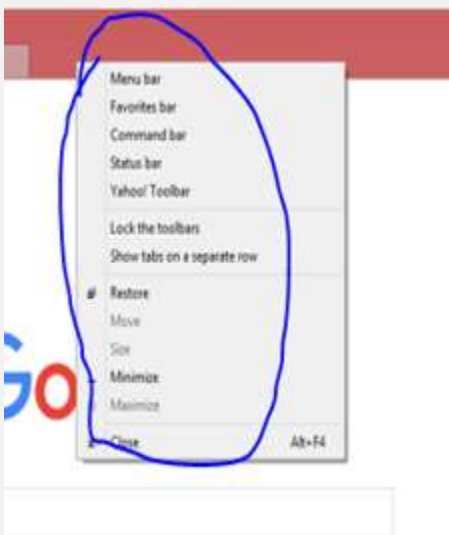 Menu bar
Favorites bar
Command bar
Status bar
Yahoo! Toolbar
Lock the toolbars
Show tabs on a separate row
Restore
Move
Size
Minimize
Maximize
Close Alt+F4
Go